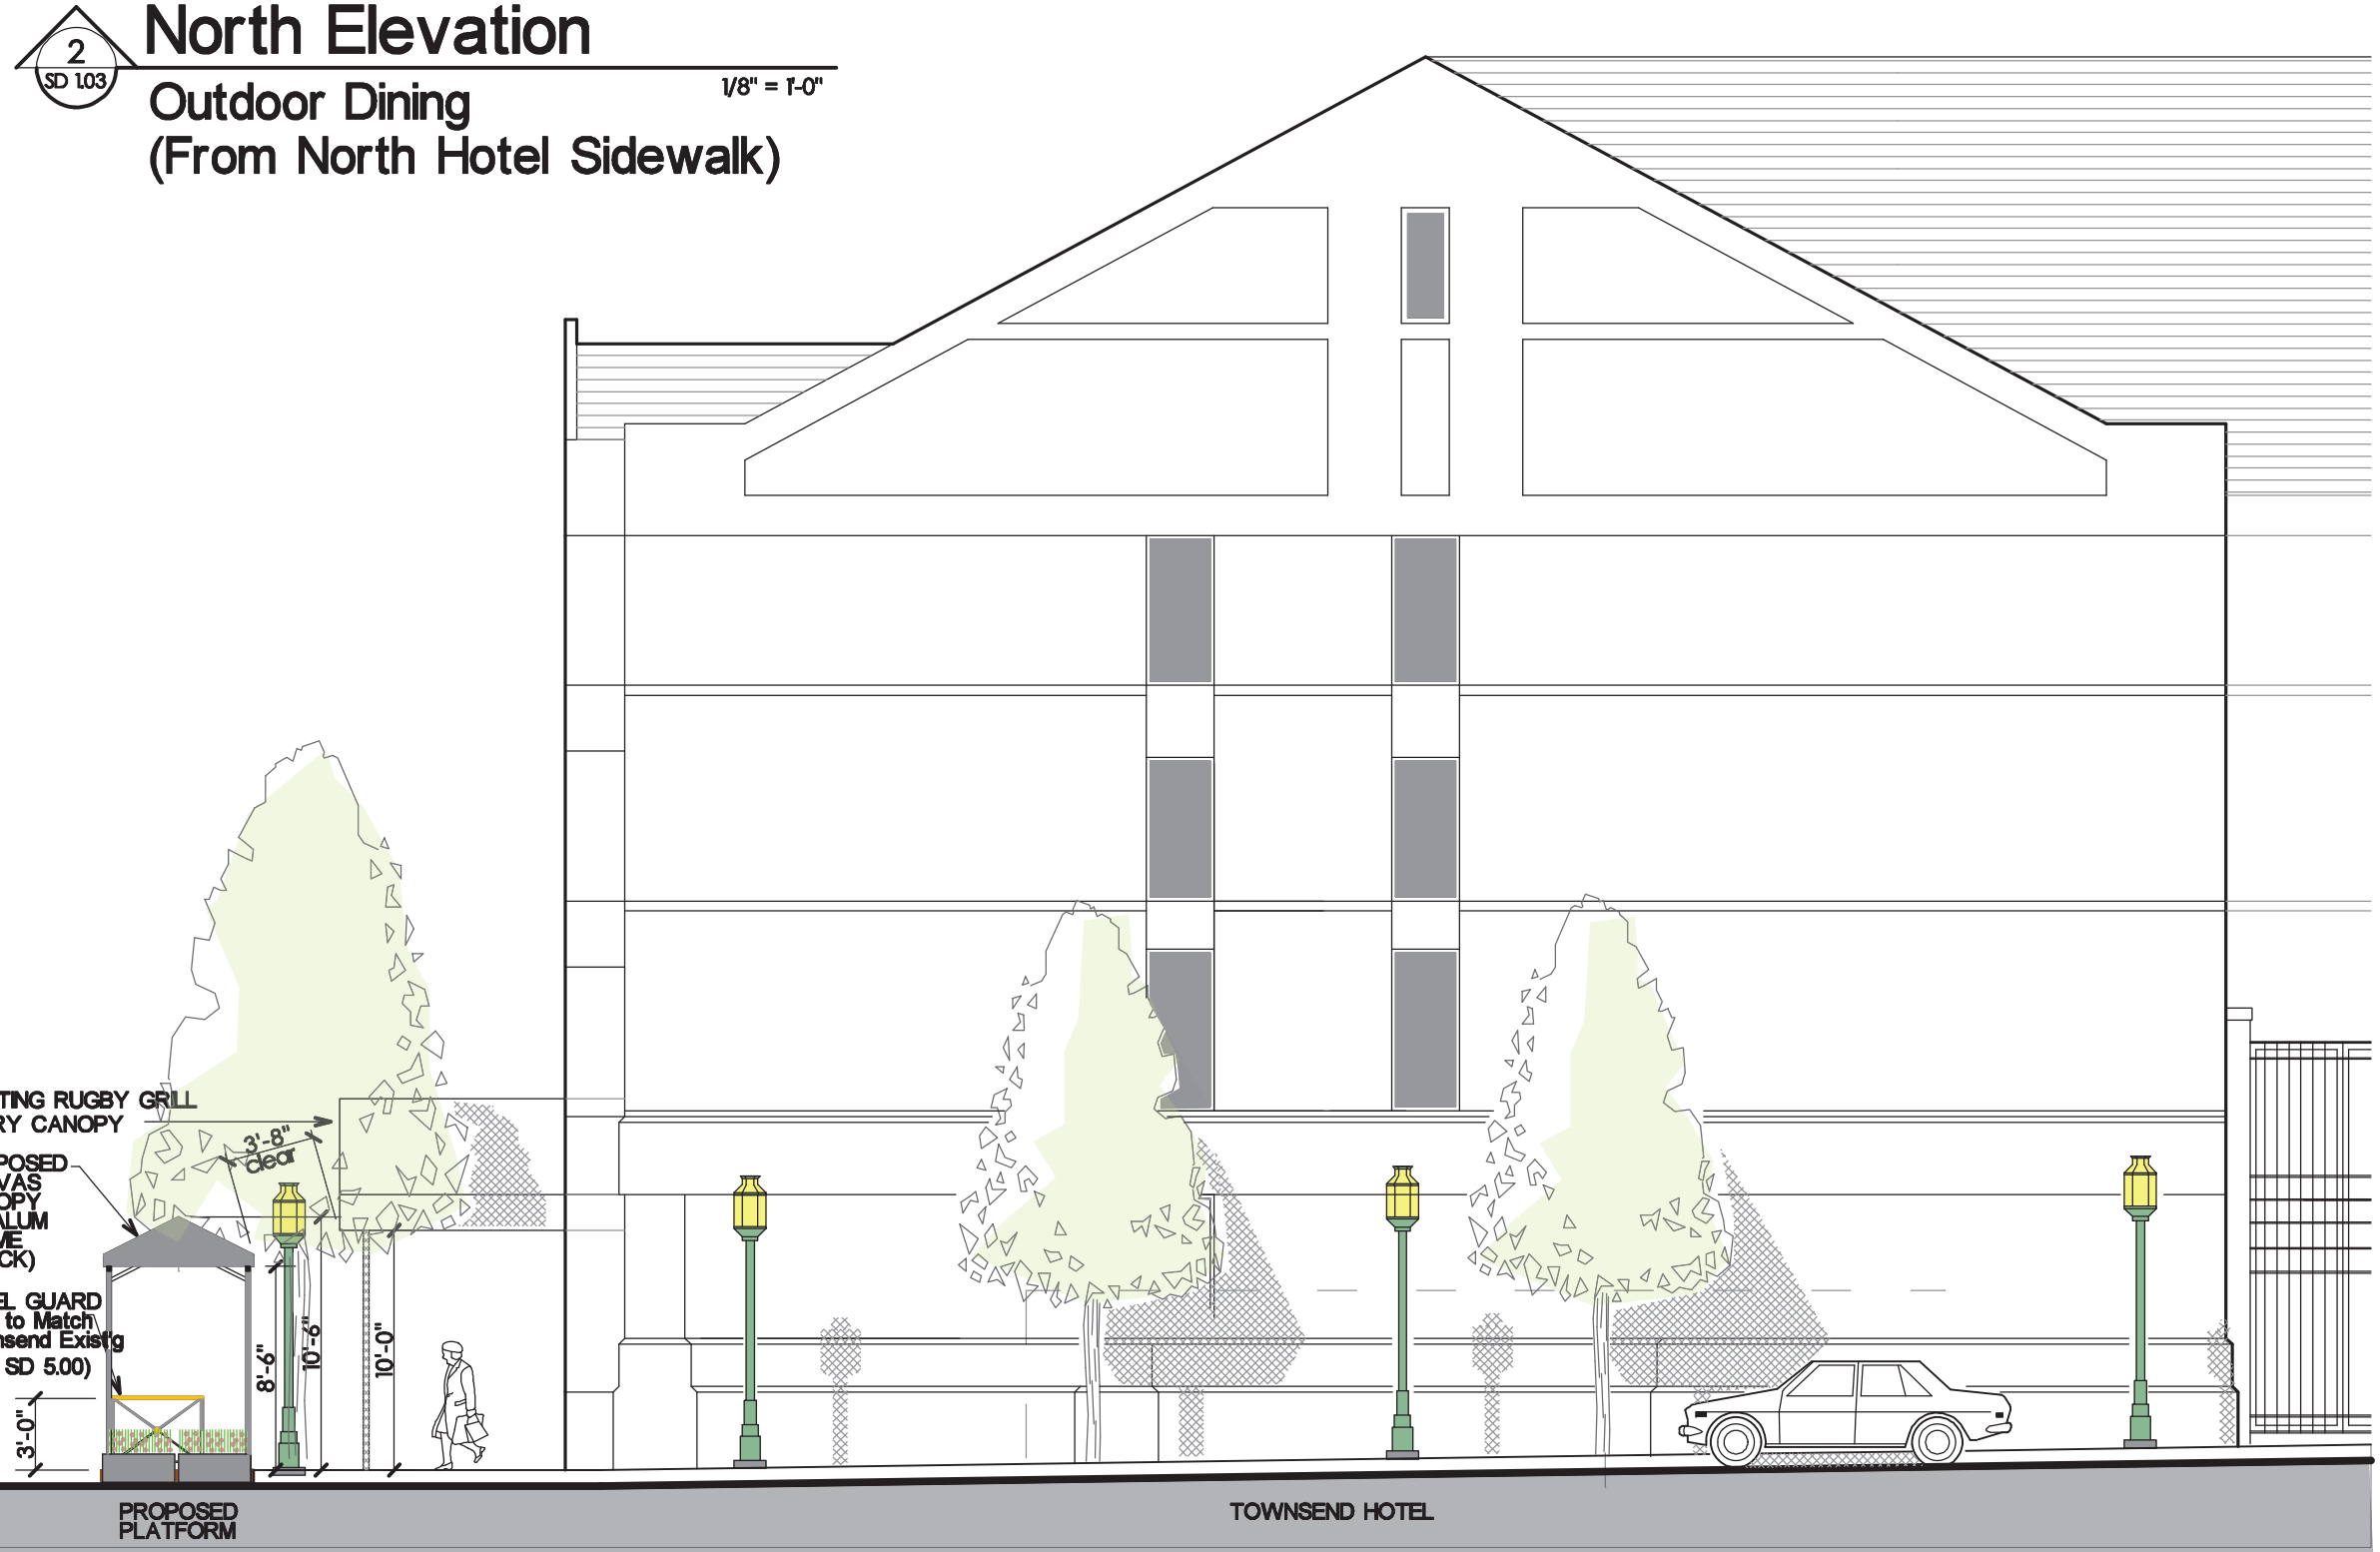 2
SD 1.03
North Elevation
1/8" = 1'-0"
Outdoor Dining
(From North Hotel Sidewalk)
TING RUGBY GRILL
RY CANOPY
3'-8"
clear
POSED
VAS
OPY
ALUM
ME
CK)
EL GUARD
to Match
nsend Exist'g
SD 5.00)
3'-0"
8'-6"
10'-6"
10'-0"
PROPOSED
PLATFORM
TOWNSEND HOTEL